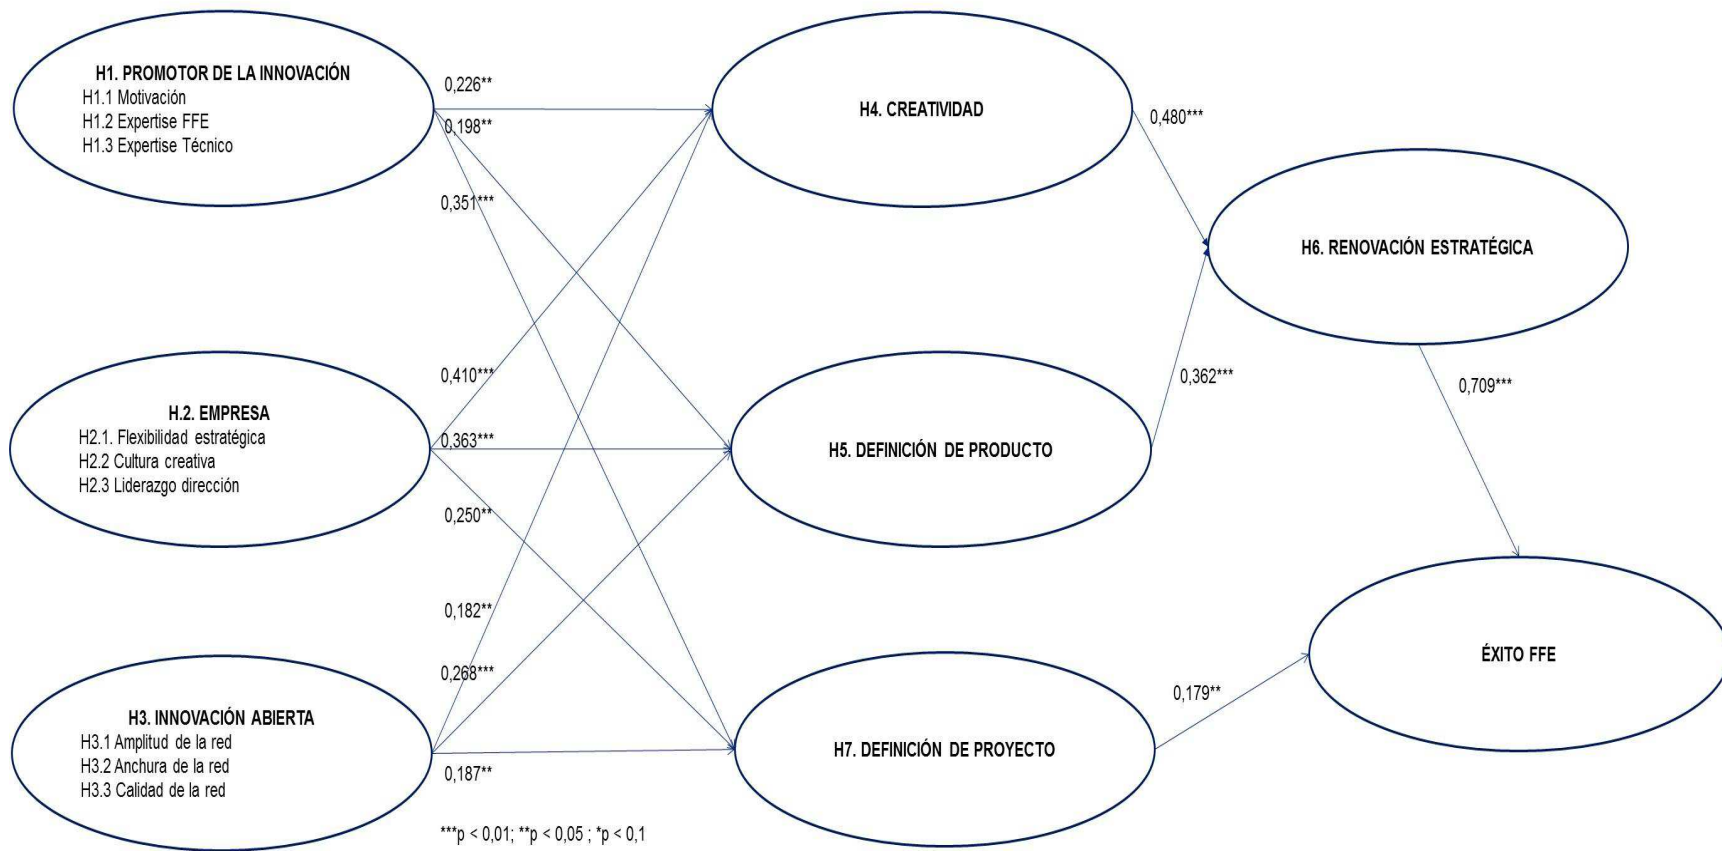 H1. PROMOTOR DE LA INNOVACIÓN
H1.1 Motivación
H1.2 Expertise FFE
H1.3 Expertise Técnico
0,226**
0,198**
0,351***
H4. CREATIVIDAD
0,480***
H6. RENOVACIÓN ESTRATÉGICA
H.2. EMPRESA
H2.1. Flexibilidad estratégica
H2.2 Cultura creativa
H2.3 Liderazgo dirección
0,410***
0,363***
0,250**
H5. DEFINICIÓN DE PRODUCTO
0,362***
0,709***
H3. INNOVACIÓN ABIERTA
H3.1 Amplitud de la red
H3.2 Anchura de la red
H3.3 Calidad de la red
0,182**
0,268***
0,187**
H7. DEFINICIÓN DE PROYECTO
0,179**
ÉXITO FFE
***p < 0,01; **p < 0,05 ; *p < 0,1